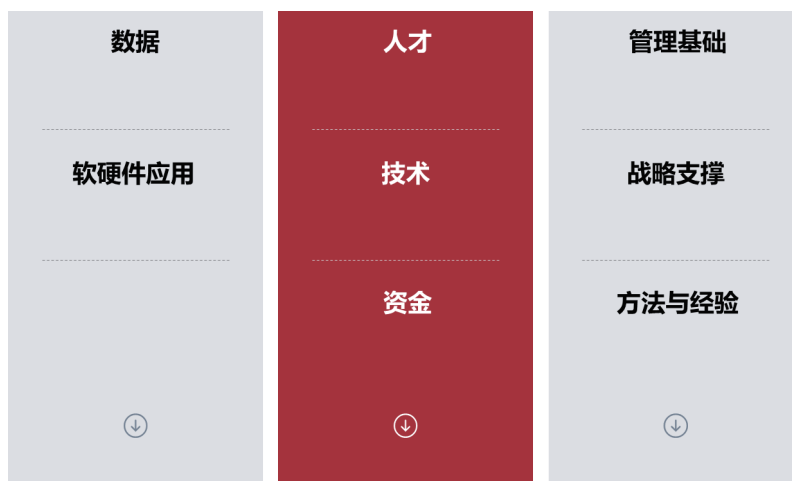 数据
软硬件应用
人才
技术
资金
管理基础
战略支撑
方法与经验